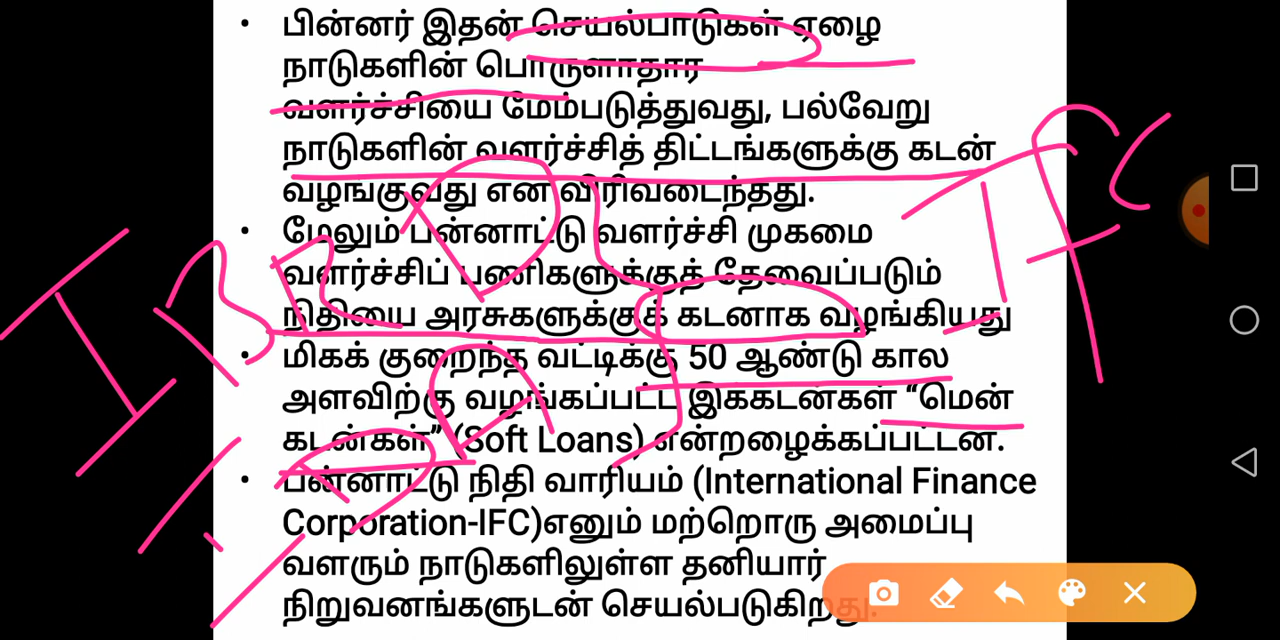 • பின்னர் இதன் செயல்பாடுகள் ஏழை
நாடுகளின் பொருளாதார
வளர்ச்சியை மேம்படுத்துவது, பல்வேறு
நாடுகளின் வளர்ச்சித் திட்டங்களுக்கு கடன்
வழங்குவது என விரிவடைந்தது.
• மேலும் பன்னாட்டு வளர்ச்சி முகமை
வளர்ச்சிப் பணிகளுக்குத் தேவைப்படும்
நிதியை அரசுகளுக்குக் கடனாக வழங்கியது
• மிகக் குறைந்த வட்டிக்கு 50 ஆண்டு கால
அளவிற்கு வழங்கப்பட்ட இக்கடன்கள் “மென்
கடன்கள்” (Soft Loans) என்றழைக்கப்பட்டன.
• பன்னாட்டு நிதி வாரியம் (International Finance
Corporation-IFC)எனும் மற்றொரு அமைப்பு
வளரும் நாடுகளிலுள்ள தனியார்
நிறுவனங்களுடன் செயல்படுகிறது.
IBRD
IDA
IFC